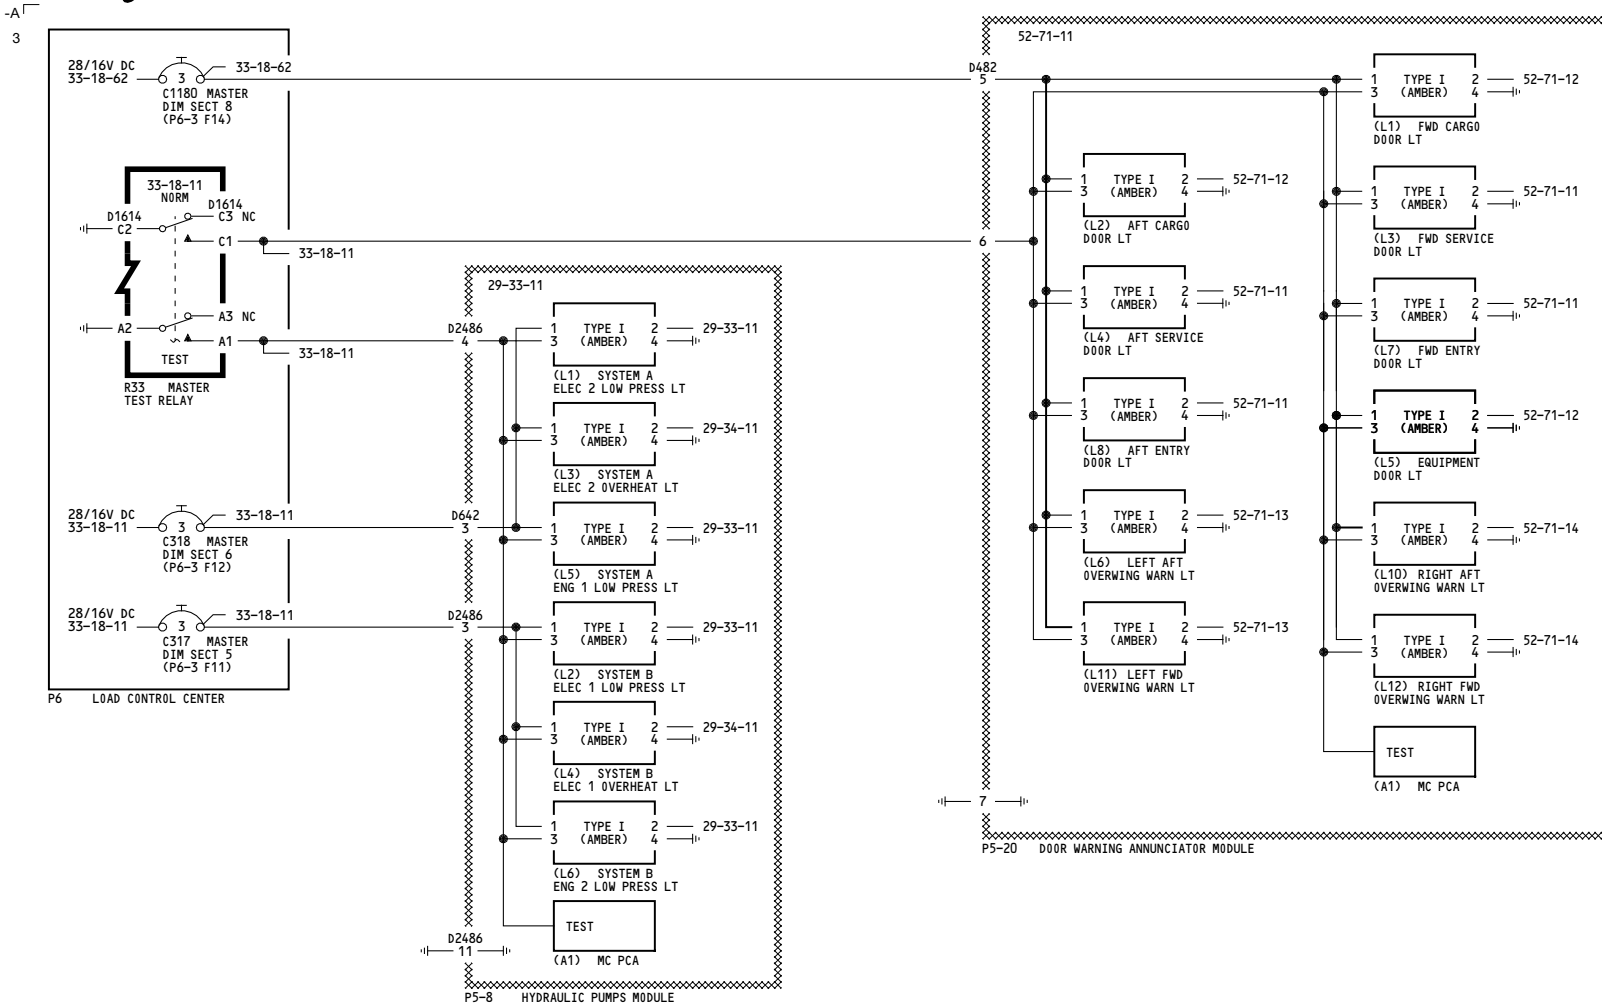 -A
3
28/16V DC
33-18-62
3
33-18-62
C1180 MASTER
DIM SECT 8
(P6-3 F14)
33-18-11
NORM
D1614
D1614
C3 NC
C2
C1
33-18-11
A3 NC
A2
A1
33-18-11
TEST
R33 MASTER
TEST RELAY
28/16V DC
33-18-11
3
33-18-11
C318 MASTER
DIM SECT 6
(P6-3 F12)
28/16V DC
33-18-11
3
33-18-11
C317 MASTER
DIM SECT 5
(P6-3 F11)
P6 LOAD CONTROL CENTER
29-33-11
D2486
4
D642
3
D2486
3
D2486
11
1 TYPE I 2 29-33-11
3 (AMBER) 4
(L1) SYSTEM A
ELEC 2 LOW PRESS LT
1 TYPE I 2 29-34-11
3 (AMBER) 4
(L3) SYSTEM A
ELEC 2 OVERHEAT LT
1 TYPE I 2 29-33-11
3 (AMBER) 4
(L5) SYSTEM A
ENG 1 LOW PRESS LT
1 TYPE I 2 29-33-11
3 (AMBER) 4
(L2) SYSTEM B
ELEC 1 LOW PRESS LT
1 TYPE I 2 29-34-11
3 (AMBER) 4
(L4) SYSTEM B
ELEC 1 OVERHEAT LT
1 TYPE I 2 29-33-11
3 (AMBER) 4
(L6) SYSTEM B
ENG 2 LOW PRESS LT
TEST
(A1) MC PCA
P5-8 HYDRAULIC PUMPS MODULE
52-71-11
D482
5
6
7
1 TYPE I 2 52-71-12
3 (AMBER) 4
(L2) AFT CARGO
DOOR LT
1 TYPE I 2 52-71-11
3 (AMBER) 4
(L4) AFT SERVICE
DOOR LT
1 TYPE I 2 52-71-11
3 (AMBER) 4
(L8) AFT ENTRY
DOOR LT
1 TYPE I 2 52-71-13
3 (AMBER) 4
(L6) LEFT AFT
OVERWING WARN LT
1 TYPE I 2 52-71-13
3 (AMBER) 4
(L11) LEFT FWD
OVERWING WARN LT
1 TYPE I 2 52-71-12
3 (AMBER) 4
(L1) FWD CARGO
DOOR LT
1 TYPE I 2 52-71-11
3 (AMBER) 4
(L3) FWD SERVICE
DOOR LT
1 TYPE I 2 52-71-11
3 (AMBER) 4
(L7) FWD ENTRY
DOOR LT
1 TYPE I 2 52-71-12
3 (AMBER) 4
(L5) EQUIPMENT
DOOR LT
1 TYPE I 2 52-71-14
3 (AMBER) 4
(L10) RIGHT AFT
OVERWING WARN LT
1 TYPE I 2 52-71-14
3 (AMBER) 4
(L12) RIGHT FWD
OVERWING WARN LT
TEST
(A1) MC PCA
P5-20 DOOR WARNING ANNUNCIATOR MODULE